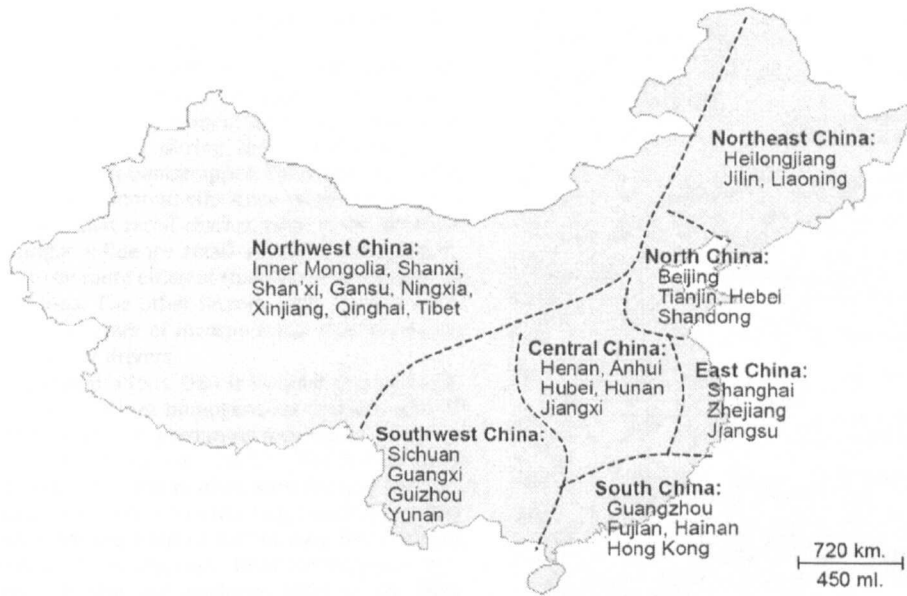 Northeast China:
Heilongjiang
Jilin, Liaoning
Northwest China:
Inner Mongolia, Shanxi,
Shan'xi, Gansu, Ningxia,
Xinjiang, Qinghai, Tibet
North China:
Beijing
Tianjin, Hebei
Shandong
Central China:
Henan, Anhui
Hubei, Hunan
Jiangxi
East China:
Shanghai
Zhejiang
Jiangsu
Southwest China:
Sichuan
Guangxi
Guizhou
Yunan
South China:
Guangzhou
Fujian, Hainan
Hong Kong
720 km.
450 ml.